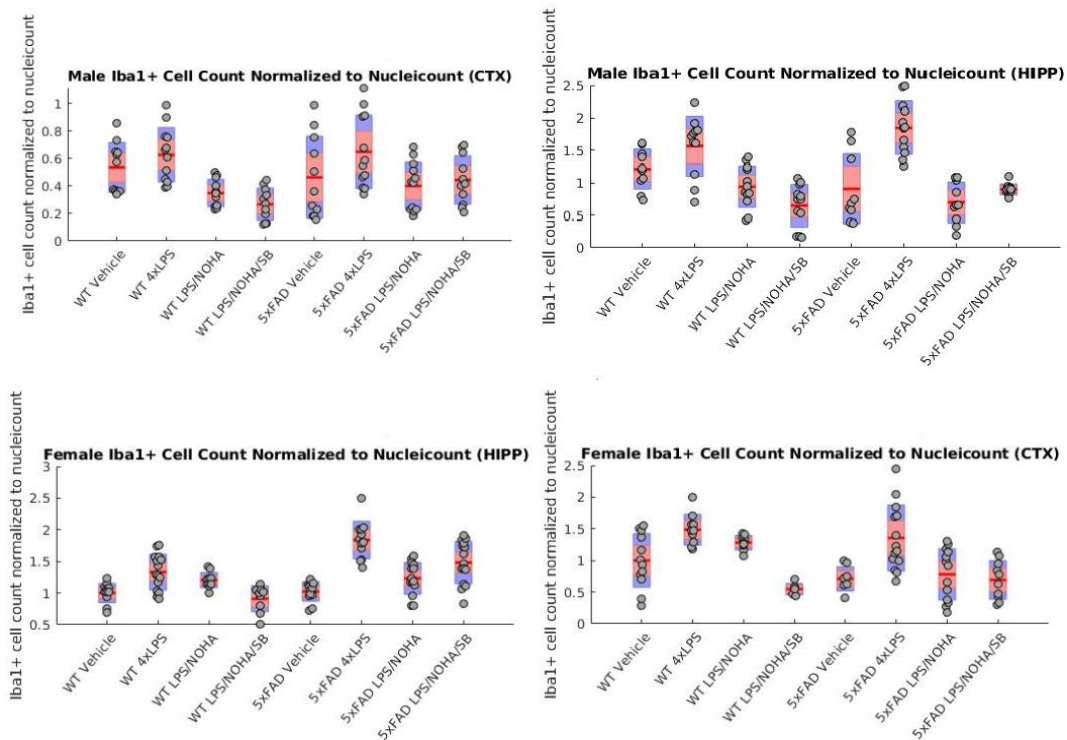 Male Iba1+ Cell Count Normalized to Nucleicount (CTX)
Iba1+ cell count normalized to nucleicount
1
0.8
0.6
0.4
0.2
0
WT Vehicle
WT 4xLPS
WT LPS/NOHA
WT LPS/NOHA/SB
5xFAD Vehicle
5xFAD 4xLPS
5xFAD LPS/NOHA
5xFAD LPS/NOHA/SB
Male Iba1+ Cell Count Normalized to Nucleicount (HIPP)
Iba1+ cell count normalized to nucleicount
2.5
2
1.5
1
0.5
0
WT Vehicle
WT 4xLPS
WT LPS/NOHA
WT LPS/NOHA/SB
5xFAD Vehicle
5xFAD 4xLPS
5xFAD LPS/NOHA
5xFAD LPS/NOHA/SB
Female Iba1+ Cell Count Normalized to Nucleicount (HIPP)
Iba1+ cell count normalized to nucleicount
3
2.5
2
1.5
1
0.5
WT Vehicle
WT 4xLPS
WT LPS/NOHA
WT LPS/NOHA/SB
5xFAD Vehicle
5xFAD 4xLPS
5xFAD LPS/NOHA
5xFAD LPS/NOHA/SB
Female Iba1+ Cell Count Normalized to Nucleicount (CTX)
Iba1+ cell count normalized to nucleicount
2.5
2
1.5
1
0.5
0
WT Vehicle
WT 4xLPS
WT LPS/NOHA
WT LPS/NOHA/SB
5xFAD Vehicle
5xFAD 4xLPS
5xFAD LPS/NOHA
5xFAD LPS/NOHA/SB